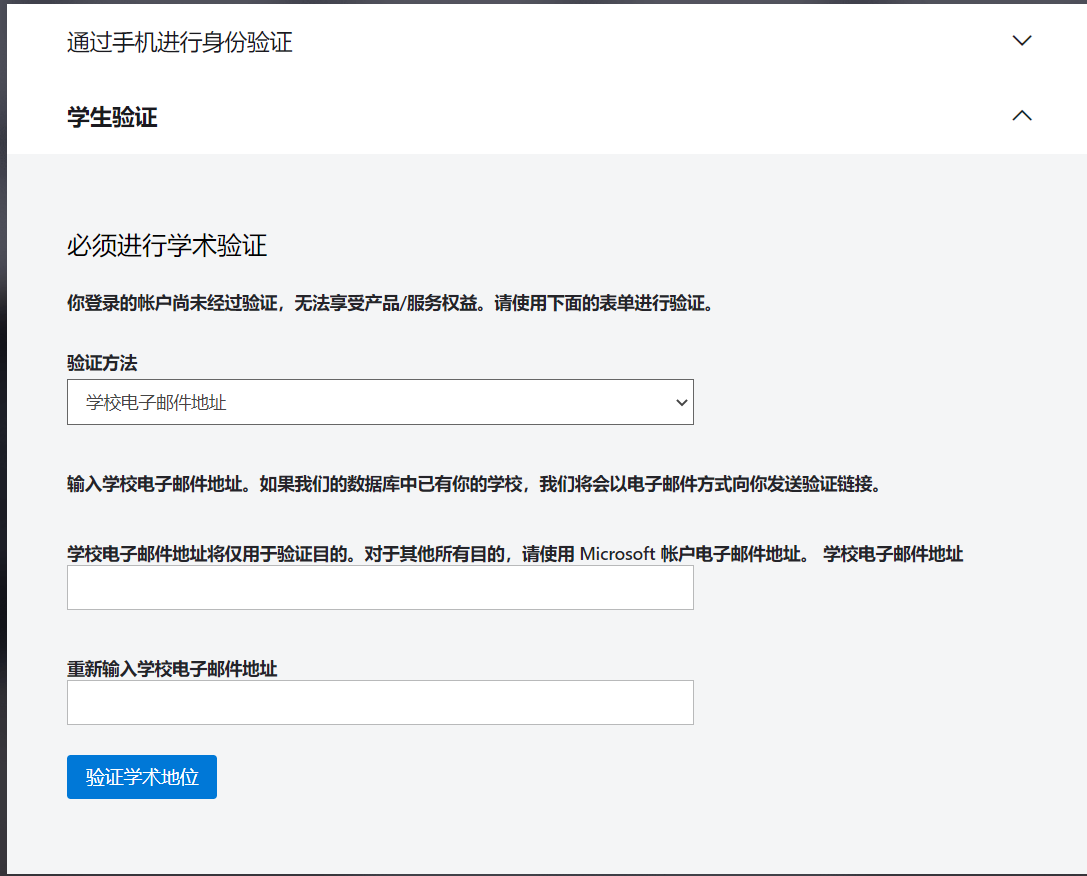 通过手机进行身份验证
学生验证
必须进行学术验证
你登录的帐户尚未经过验证，无法享受产品/服务权益。请使用下面的表单进行验证。
验证方法
学校电子邮件地址
输入学校电子邮件地址。如果我们的数据库中已有你的学校，我们将会以电子邮件方式向你发送验证链接。
学校电子邮件地址将仅用于验证目的。对于其他所有目的，请使用 Microsoft 帐户电子邮件地址。 学校电子邮件地址
重新输入学校电子邮件地址
验证学术地位